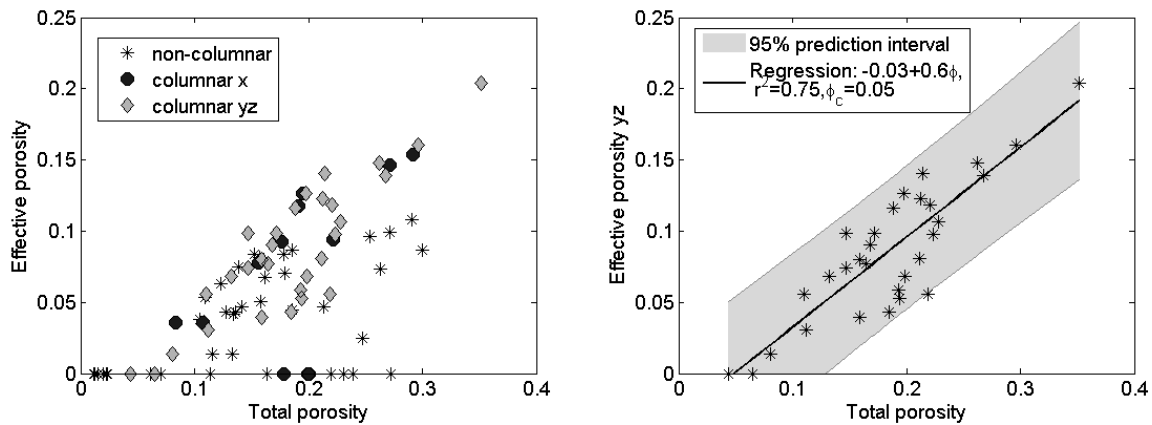 0.25
0.2
0.15
0.1
0.05
0
0 0.1 0.2 0.3 0.4
Effective porosity
Total porosity
non-columnar
columnar x
columnar yz
0.25
0.2
0.15
0.1
0.05
0
0 0.1 0.2 0.3 0.4
Effective porosity yz
Total porosity
95% prediction interval
Regression: -0.03+0.6ϕ,
r²=0.75,ϕ_C=0.05